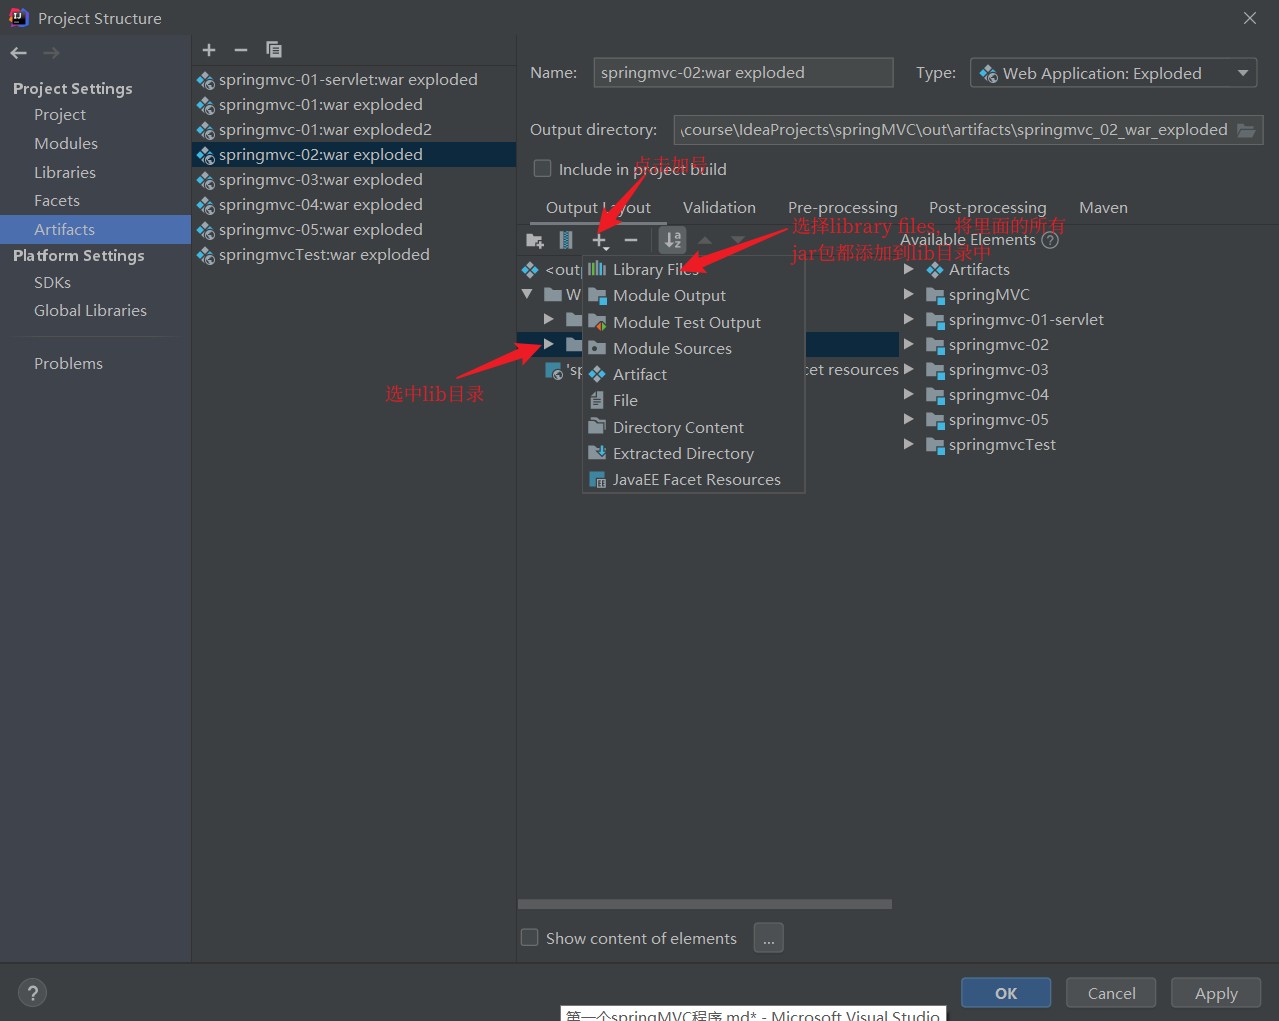 Project Structure
Project Settings
Project
Modules
Libraries
Facets
Artifacts
Platform Settings
SDKs
Global Libraries
Problems
springmvc-01-servlet:war exploded
springmvc-01:war exploded
springmvc-01:war exploded2
springmvc-02:war exploded
springmvc-03:war exploded
springmvc-04:war exploded
springmvc-05:war exploded
springmvcTest:war exploded
Name: springmvc-02:war exploded Type: Web Application: Exploded
Output directory: \course\IdeaProjects\springMVC\out\artifacts\springmvc_02_war_exploded
点击加号
Include in project build
Output Layout Validation Pre-processing Post-processing Maven
选择library files，将里面的所有
jar包都添加到lib目录中
Available Elements
<outp
W
'sp
cet resources
Library Files
Module Output
Module Test Output
Module Sources
Artifact
File
Directory Content
Extracted Directory
JavaEE Facet Resources
选中lib目录
Artifacts
springMVC
springmvc-01-servlet
springmvc-02
springmvc-03
springmvc-04
springmvc-05
springmvcTest
Show content of elements ...
? OK Cancel Apply
第一个springMVC程序.md* - Microsoft Visual Studio